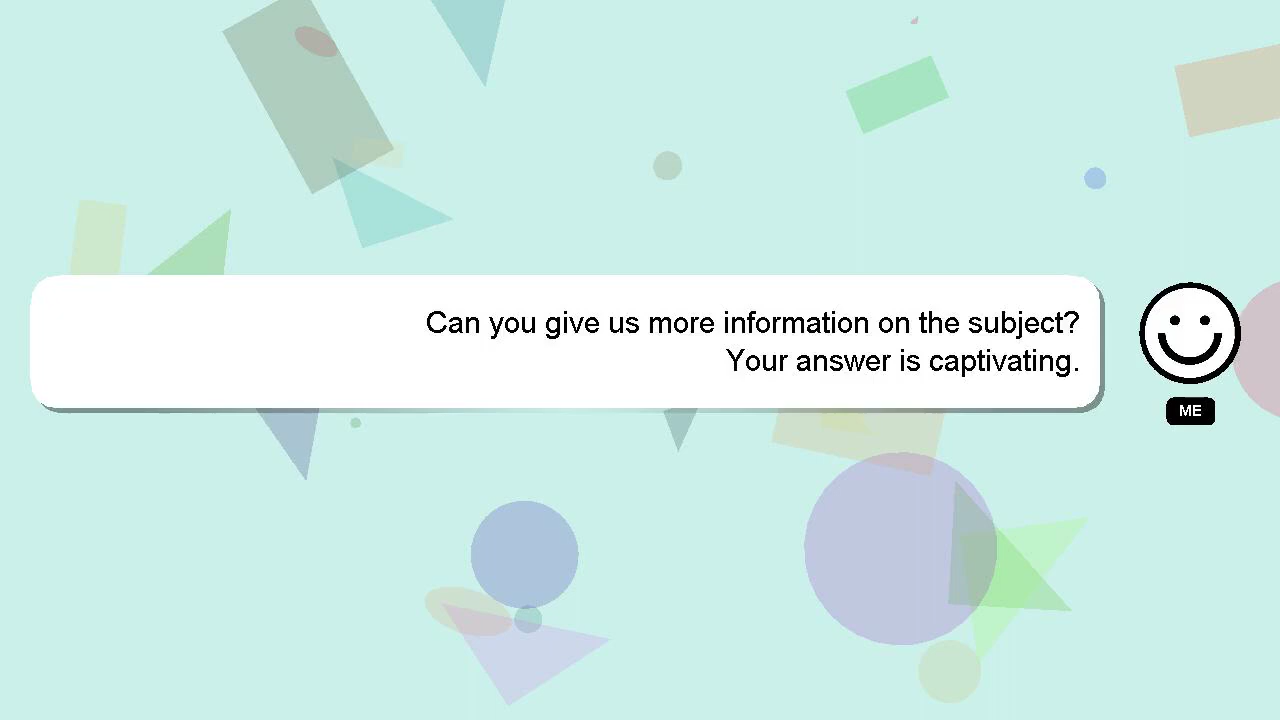 Can you give us more information on the subject?
Your answer is captivating.
ME